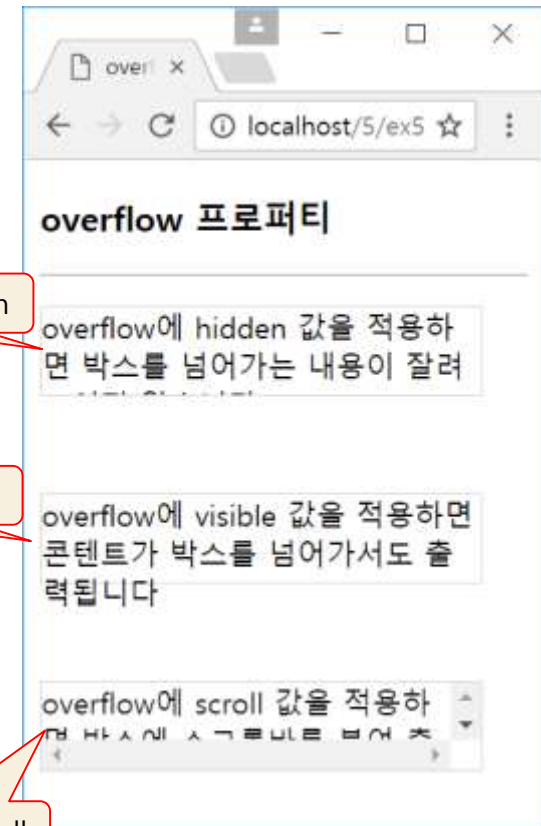 over
localhost/5/ex5
overflow 프로퍼티
overflow에 hidden 값을 적용하
면 박스를 넘어가는 내용이 잘려
overflow에 visible 값을 적용하면
콘텐트가 박스를 넘어가서도 출
력됩니다
overflow에 scroll 값을 적용하